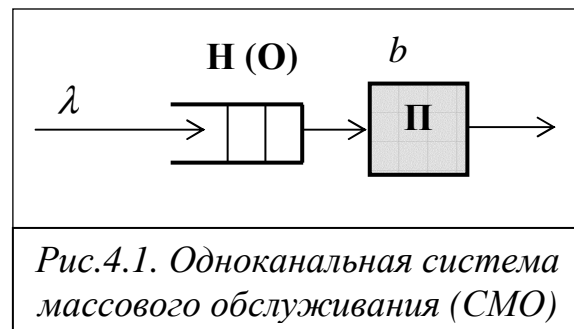 Н (О)
b
λ
П
Рис.4.1. Одноканальная система
массового обслуживания (СМО)